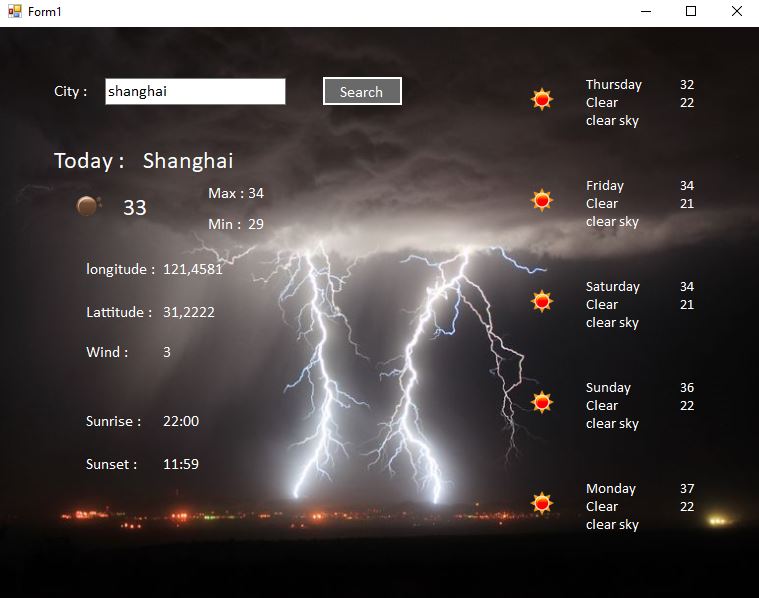 Form1
City :
shanghai
Search
Today : Shanghai
33
Max : 34
Min : 29
longitude : 121,4581
Lattitude : 31,2222
Wind : 3
Sunrise : 22:00
Sunset : 11:59
Thursday 32
Clear 22
clear sky
Friday 34
Clear 21
clear sky
Saturday 34
Clear 21
clear sky
Sunday 36
Clear 22
clear sky
Monday 37
Clear 22
clear sky